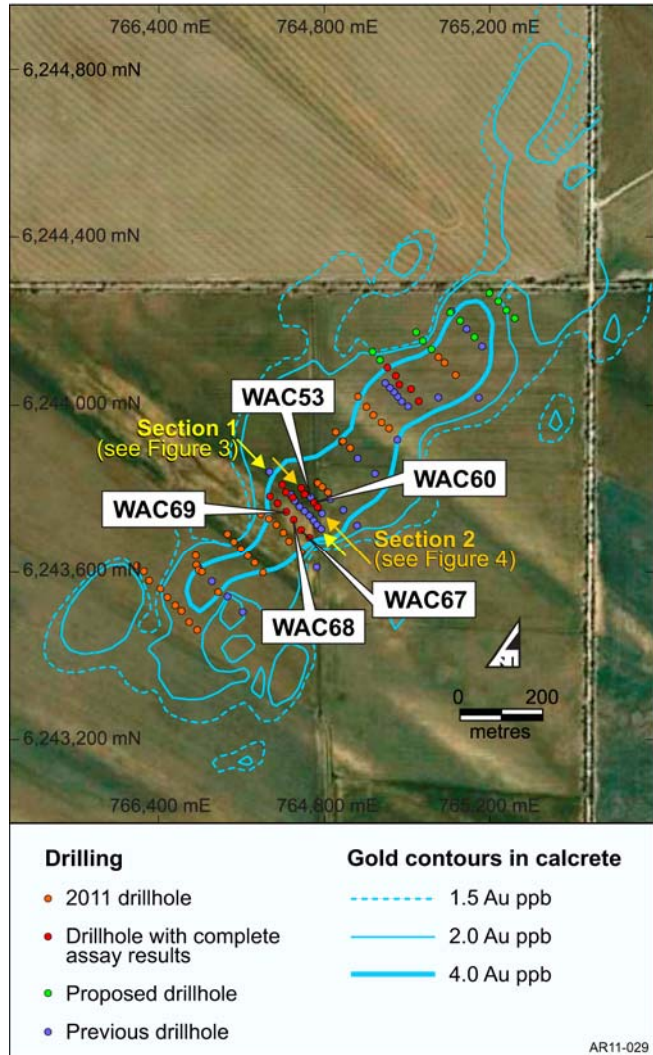 766,400 mE 764,800 mE 765,200 mE
6,244,800 mN
6,244,400 mN
6,244,000 mN
WAC53
Section 1
(see Figure 3)
WAC60
WAC69
Section 2
(see Figure 4)
6,243,600 mN
WAC68
WAC67
0 200
metres
6,243,200 mN
766,400 mE 764,800 mE 765,200 mE
Drilling
2011 drillhole
Drillhole with complete
assay results
Proposed drillhole
Previous drillhole
Gold contours in calcrete
1.5 Au ppb
2.0 Au ppb
4.0 Au ppb
AR11-029